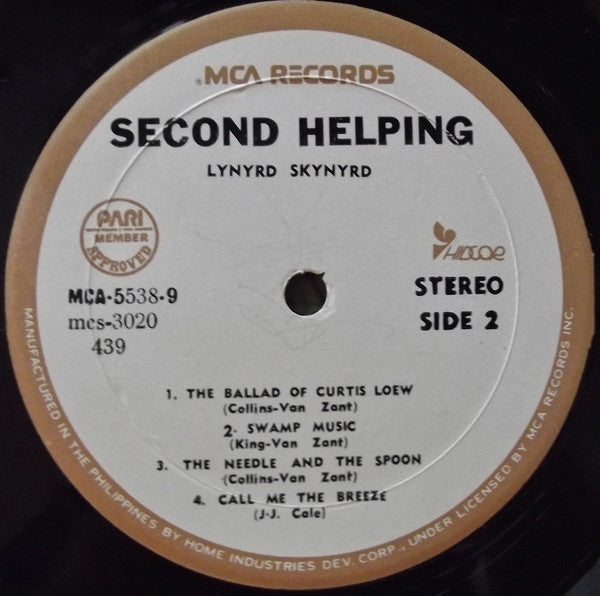 MCA RECORDS
SECOND HELPING
LYNYRD SKYNYRD
PARI
MEMBER
APPROVED
HIDCOE
MCA-5538-9
mcs-3020
439
STEREO
SIDE 2
1. THE BALLAD OF CURTIS LOEW
(Collins-Van Zant)
2. SWAMP MUSIC
(King-Van Zant)
3. THE NEEDLE AND THE SPOON
(Collins-Van Zant)
4. CALL ME THE BREEZE
(J.J. Cale)
MANUFACTURED IN THE PHILIPPINES BY HOME INDUSTRIES DEV. CORP., UNDER LICENSED BY MCA RECORDS INC.